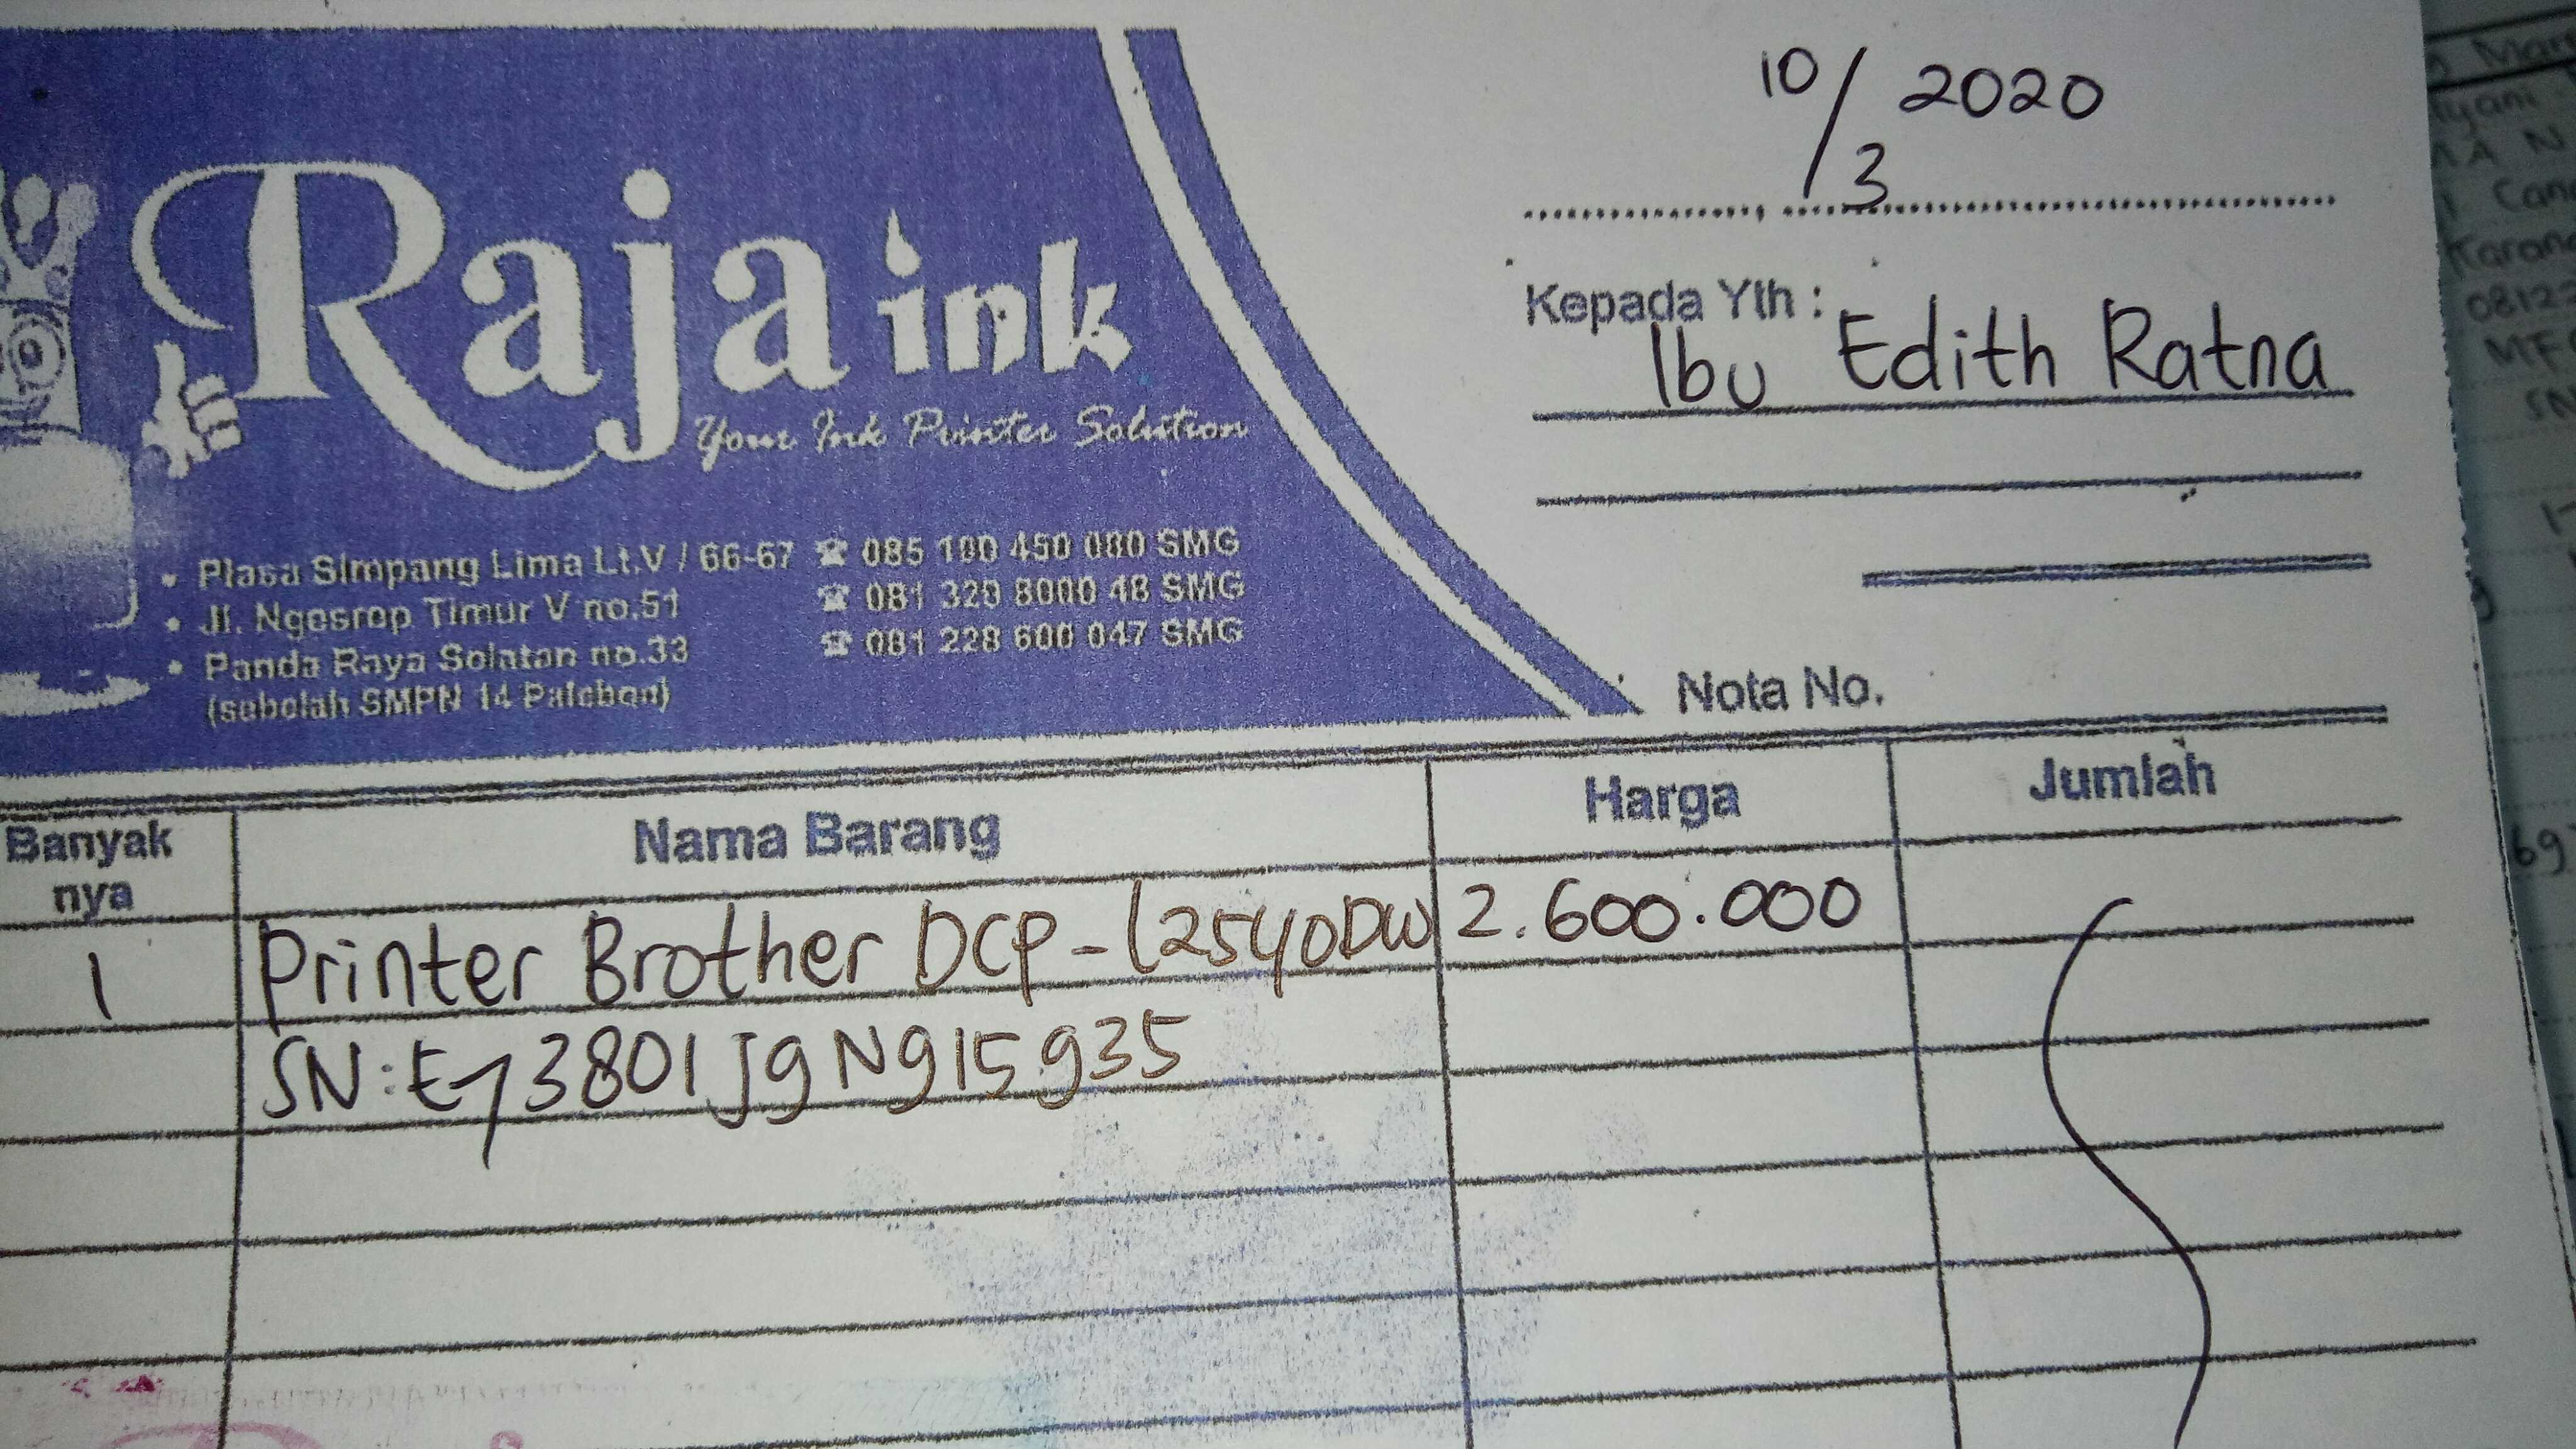 10/3 2020
Raja ink
Your Ink Printer Solution
Kepada Yth :
Ibu Edith Ratna
• Plasa Simpang Lima Lt.V / 66-67 ☎ 085 100 450 080 SMG
• Jl. Ngesrep Timur V no.51 ☎ 081 329 8000 48 SMG
• Panda Raya Selatan no.33 ☎ 081 228 600 047 SMG
(sebelah SMPN 14 Palebon)
Nota No.
Banyak nya Nama Barang Harga Jumlah
1 Printer Brother DCP-L2540DW 2.600.000
SN: E73801J9N915935